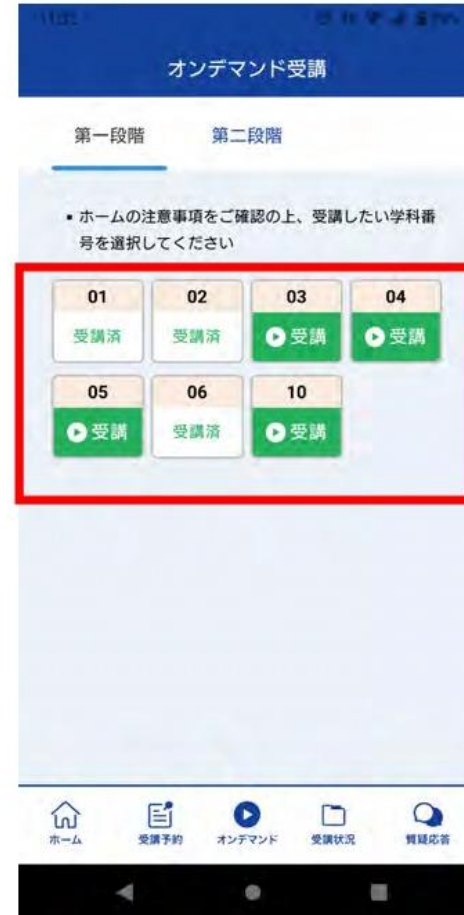 オンデマンド受講
第一段階 第二段階
• ホームの注意事項をご確認の上、受講したい学科番
号を選択してください
01 02 03 04
受講済 受講済 受講 受講
05 06 10
受講 受講済 受講
ホーム 受講予約 オンデマンド 受講状況 質疑応答